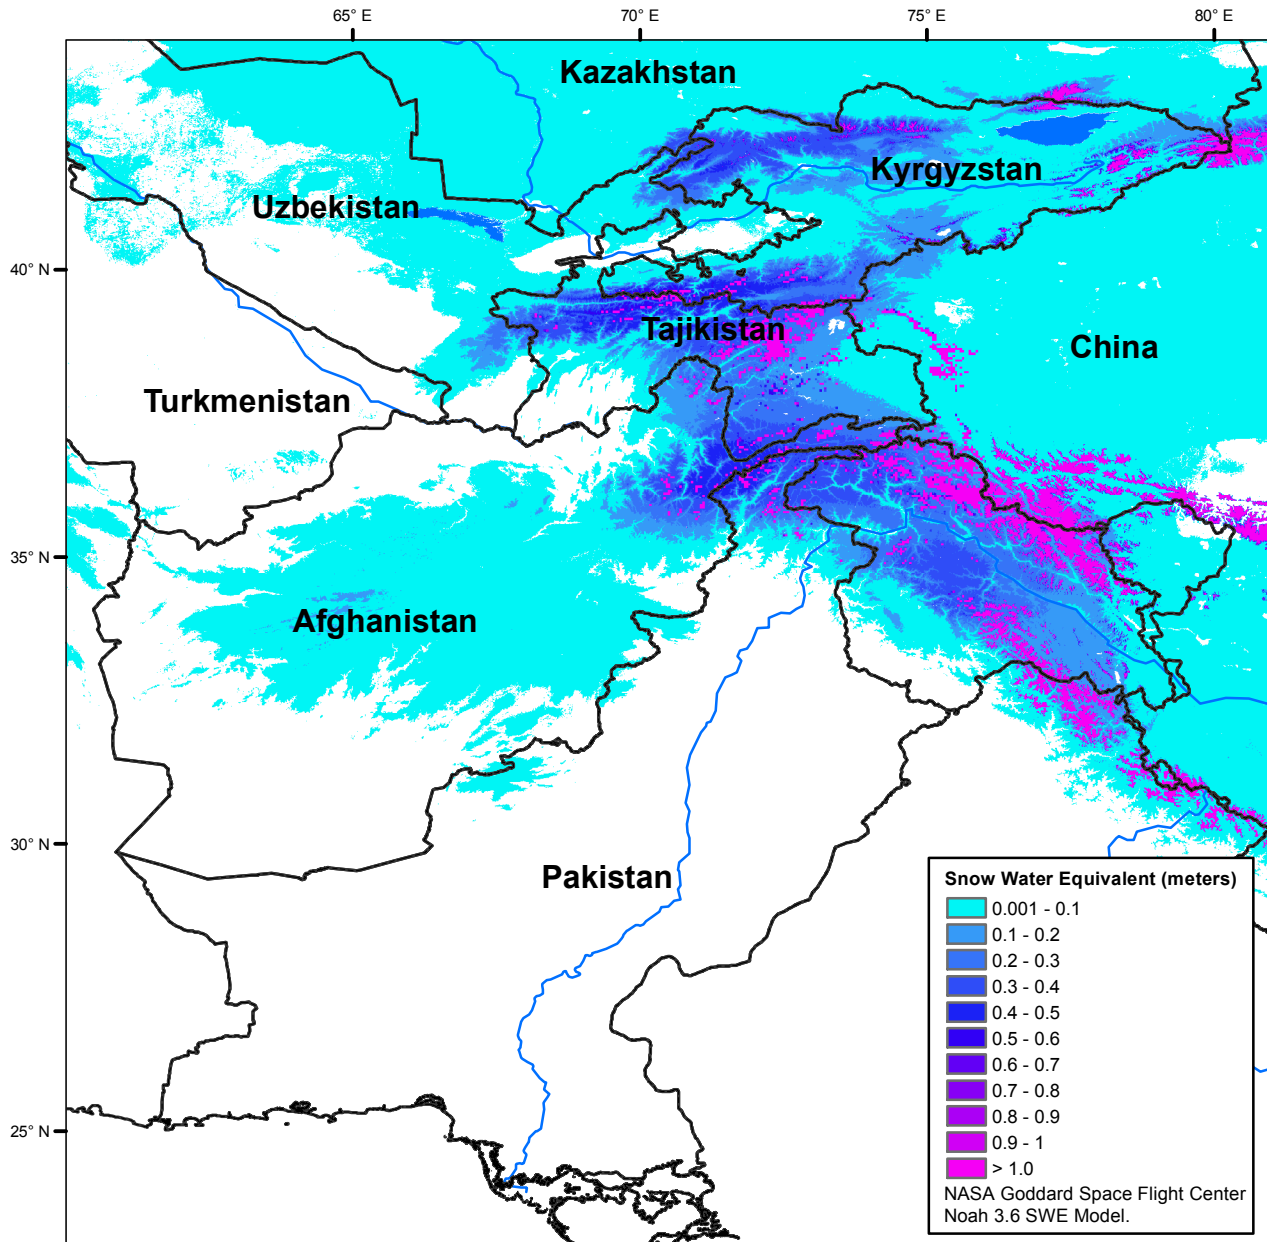 65° E
70° E
75° E
80° E
Kazakhstan
Kyrgyzstan
Uzbekistan
40° N
Tajikistan
China
Turkmenistan
35° N
Afghanistan
30° N
Pakistan
25° N
Snow Water Equivalent (meters)
0.001 - 0.1
0.1 - 0.2
0.2 - 0.3
0.3 - 0.4
0.4 - 0.5
0.5 - 0.6
0.6 - 0.7
0.7 - 0.8
0.8 - 0.9
0.9 - 1
> 1.0
NASA Goddard Space Flight Center
Noah 3.6 SWE Model.